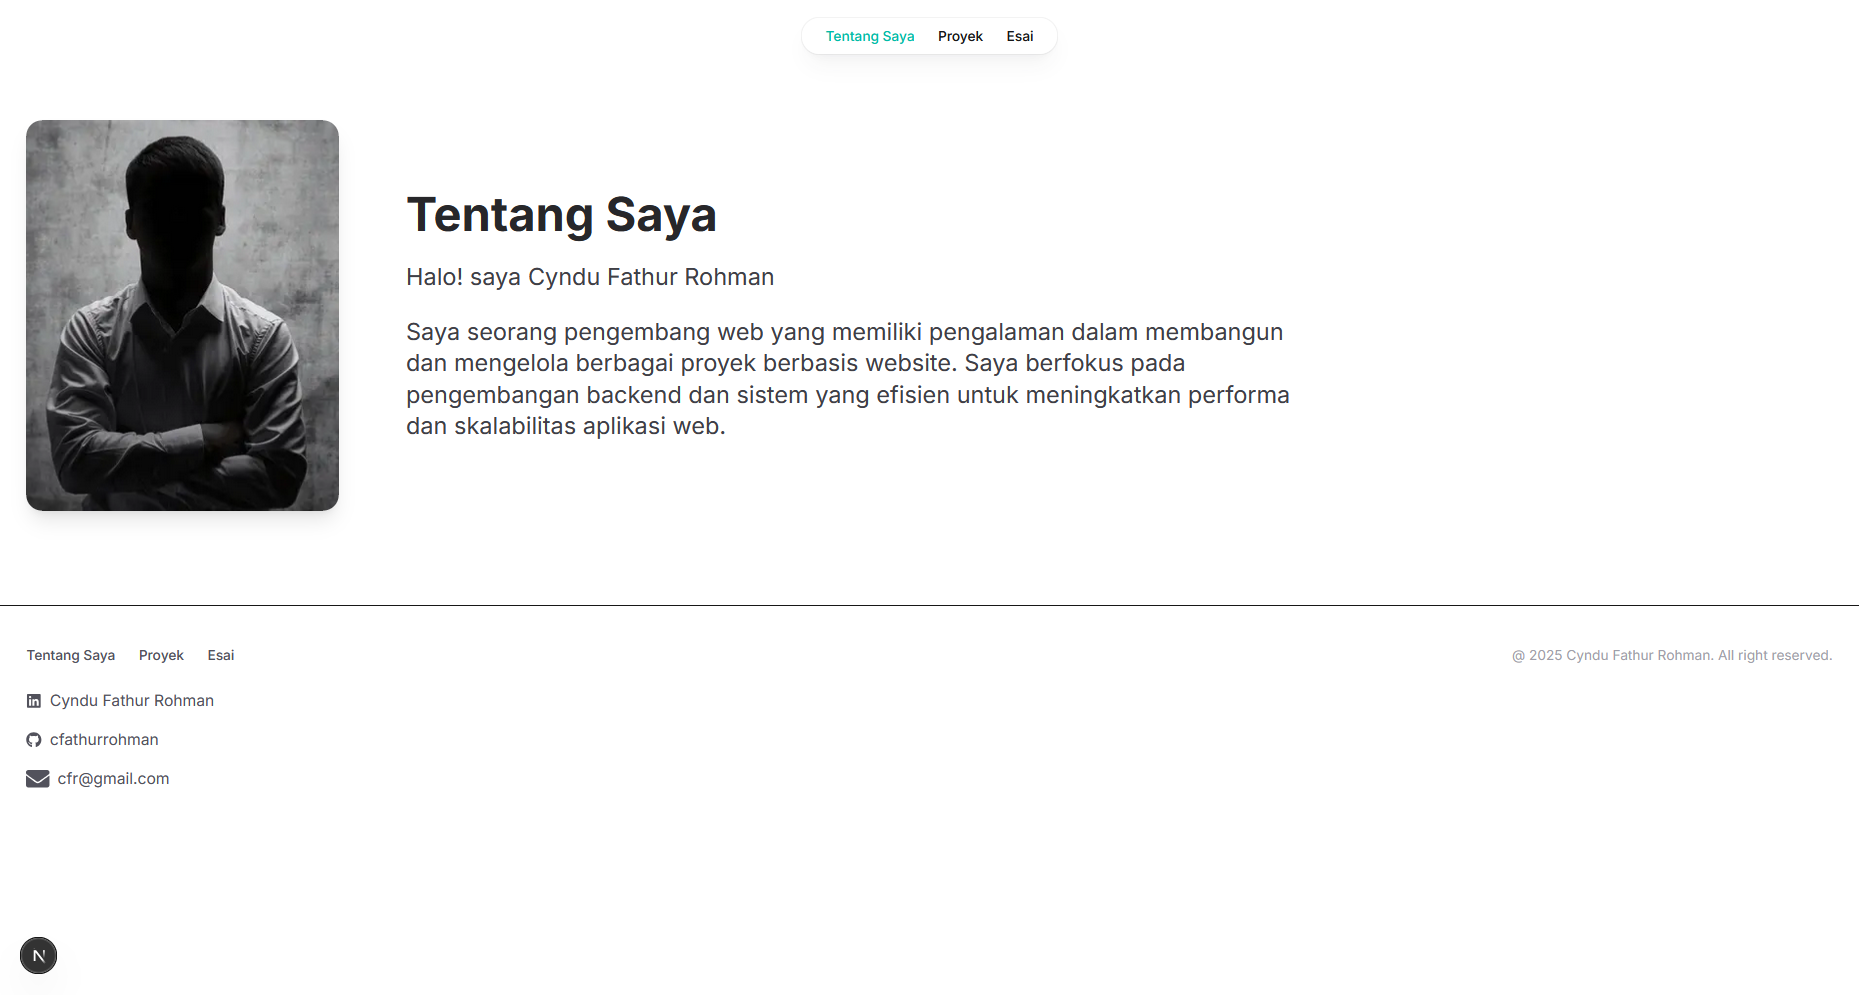 Tentang Saya Proyek Esai
Tentang Saya
Halo! saya Cyndu Fathur Rohman
Saya seorang pengembang web yang memiliki pengalaman dalam membangun
dan mengelola berbagai proyek berbasis website. Saya berfokus pada
pengembangan backend dan sistem yang efisien untuk meningkatkan performa
dan skalabilitas aplikasi web.
Tentang Saya Proyek Esai
@ 2025 Cyndu Fathur Rohman. All right reserved.
Cyndu Fathur Rohman
cfathurrohman
cfr@gmail.com
N